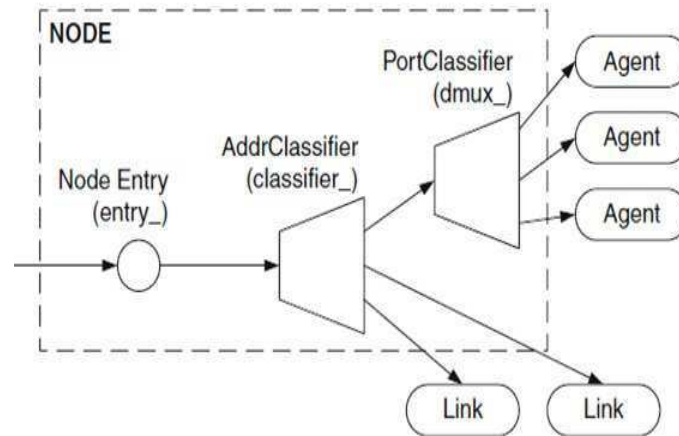 NODE
PortClassifier
(dmux_)
Agent
Agent
Agent
AddrClassifier
(classifier_)
Node Entry
(entry_)
Link
Link